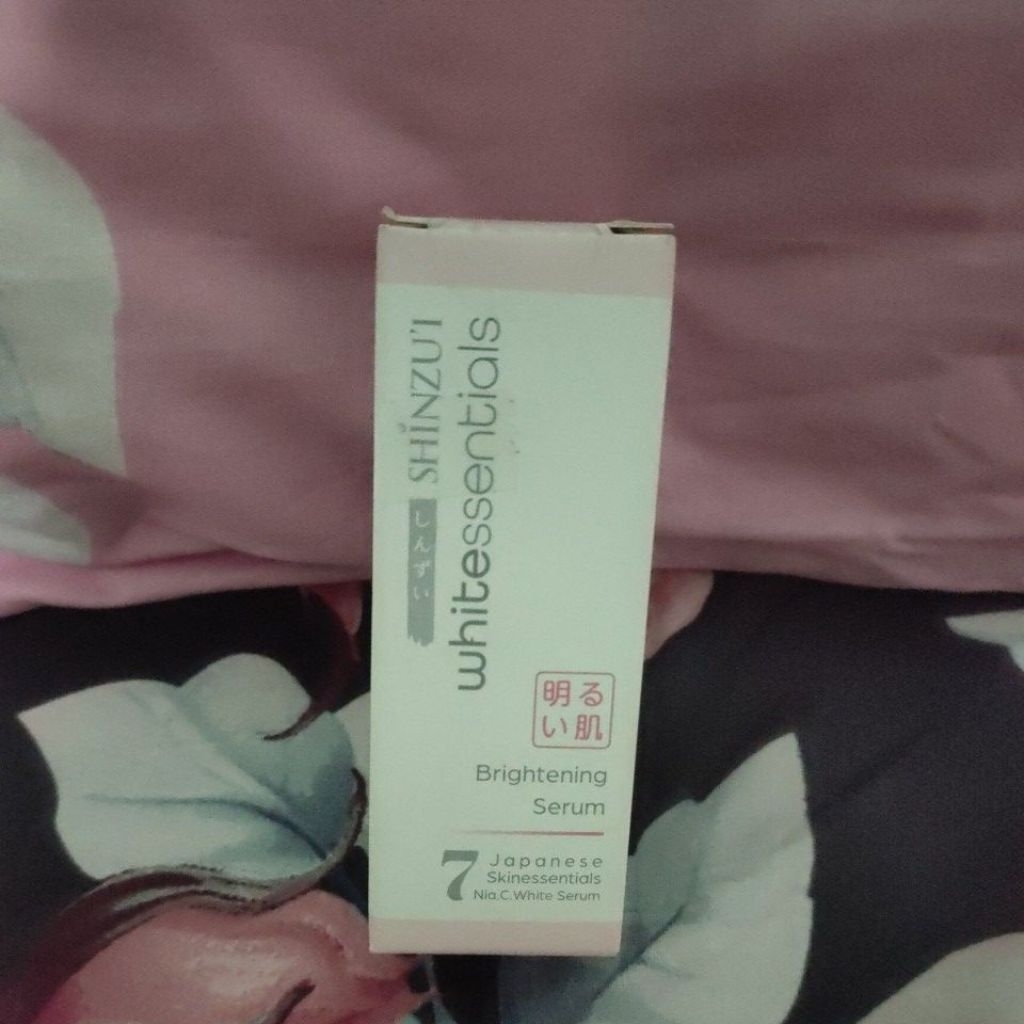 SHiNZU'I
しんずい
whitessentials
明る
い肌
Brightening
Serum
7
Japanese
Skinessentials
Nia.C.White Serum